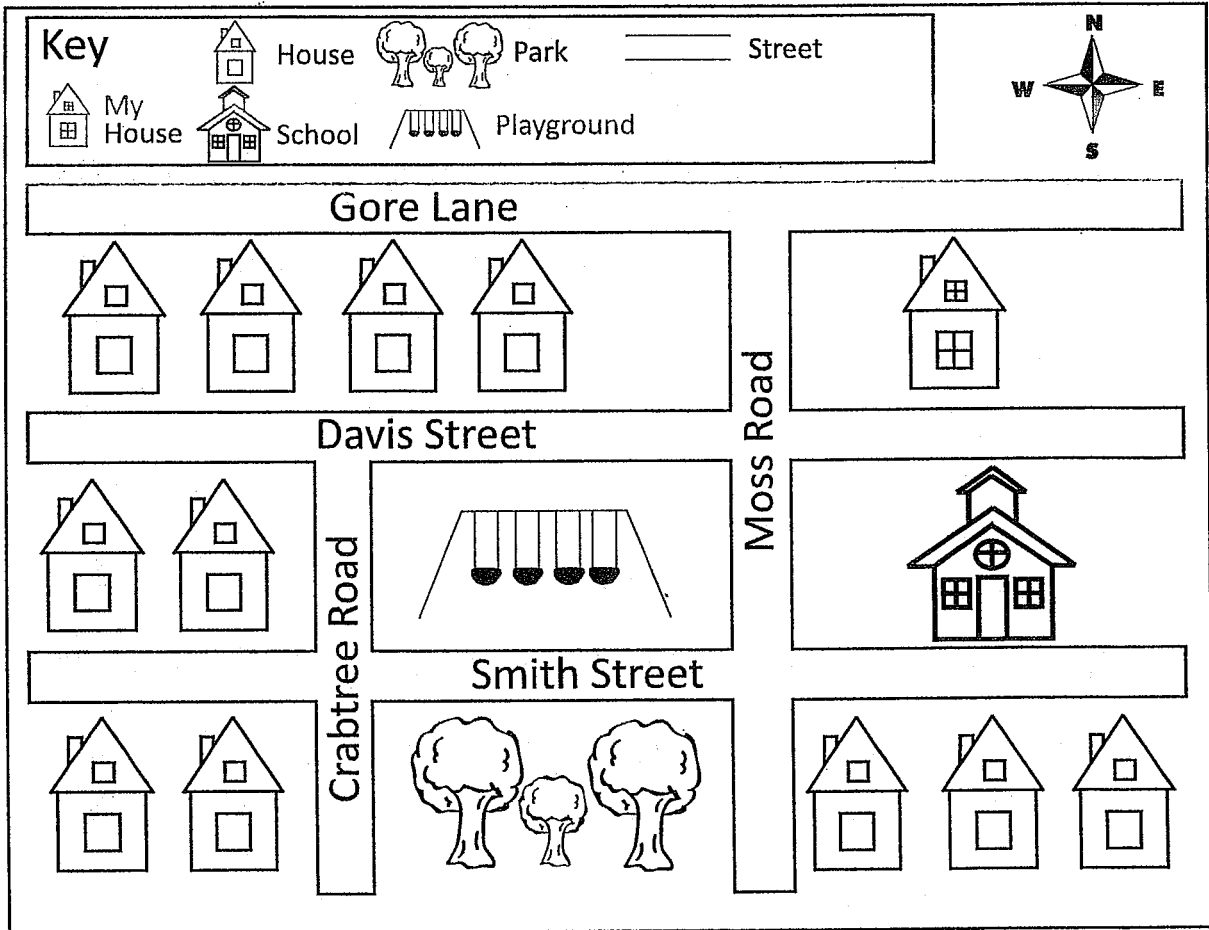 Key
House
Park
Street
My
House
School
Playground
N
W
E
S
Gore Lane
Davis Street
Moss Road
Crabtree Road
Smith Street